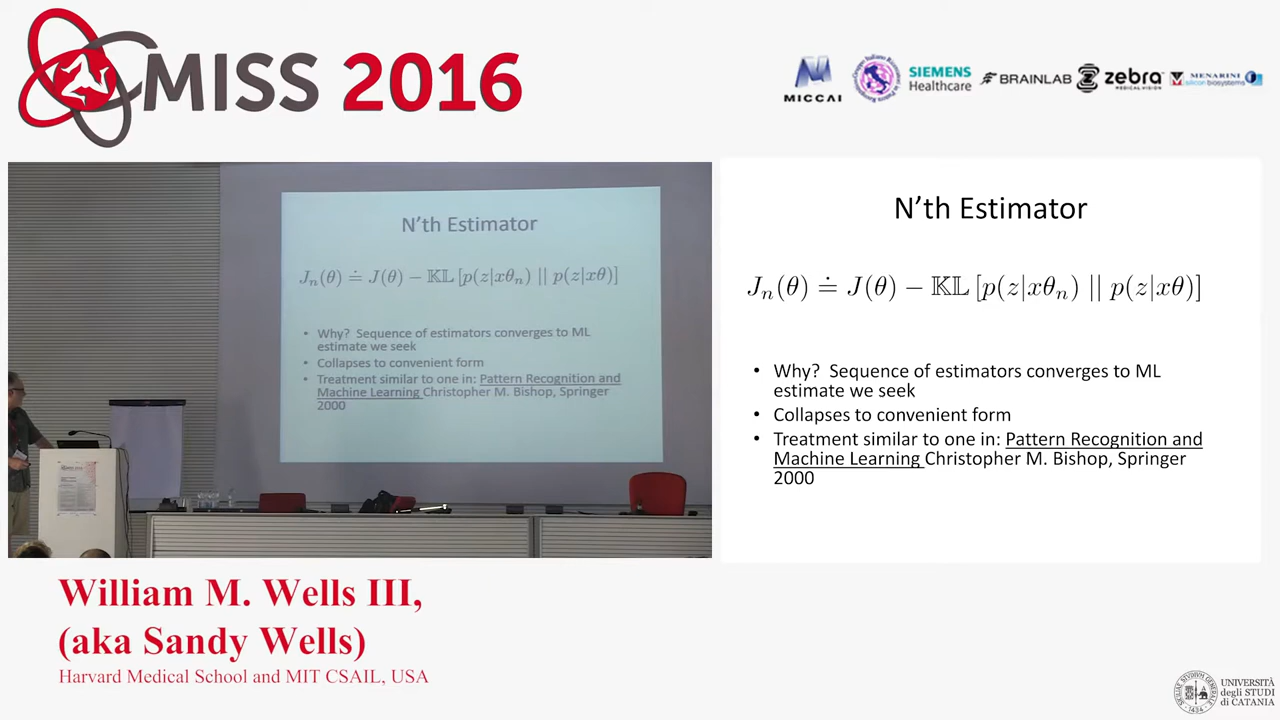 MISS 2016
MICCAI
SIEMENS
Healthcare
BRAINLAB
zebra
MEDICAL VISION
MENARINI
silicon biosystems
N'th Estimator
J_n(θ) ≐ J(θ) − 𝕂𝕃 [p(z|xθ_n) || p(z|xθ)]
• Why? Sequence of estimators converges to ML
estimate we seek
• Collapses to convenient form
• Treatment similar to one in: Pattern Recognition and
Machine Learning Christopher M. Bishop, Springer
2000
N'th Estimator
J_n(θ) ≐ J(θ) − 𝕂𝕃 [p(z|xθ_n) || p(z|xθ)]
• Why? Sequence of estimators converges to ML
estimate we seek
• Collapses to convenient form
• Treatment similar to one in: Pattern Recognition and
Machine Learning Christopher M. Bishop, Springer
2000
William M. Wells III,
(aka Sandy Wells)
Harvard Medical School and MIT CSAIL, USA
UNIVERSITÀ
degli STUDI
di CATANIA